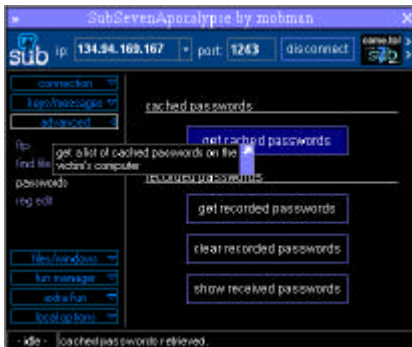 SubSevenApocalypse by mobman
sub ip: 134.94.169.167 port: 1243 disconnect
connection
keys/messages
advanced
ftp
find files
passwords
reg edit
files/windows
fun manager
extra fun
local options
cached passwords
get cached passwords
get a list of cached passwords on the
victim's computer
recorded passwords
get recorded passwords
clear recorded passwords
show received passwords
- idle - cached passwords retrieved.